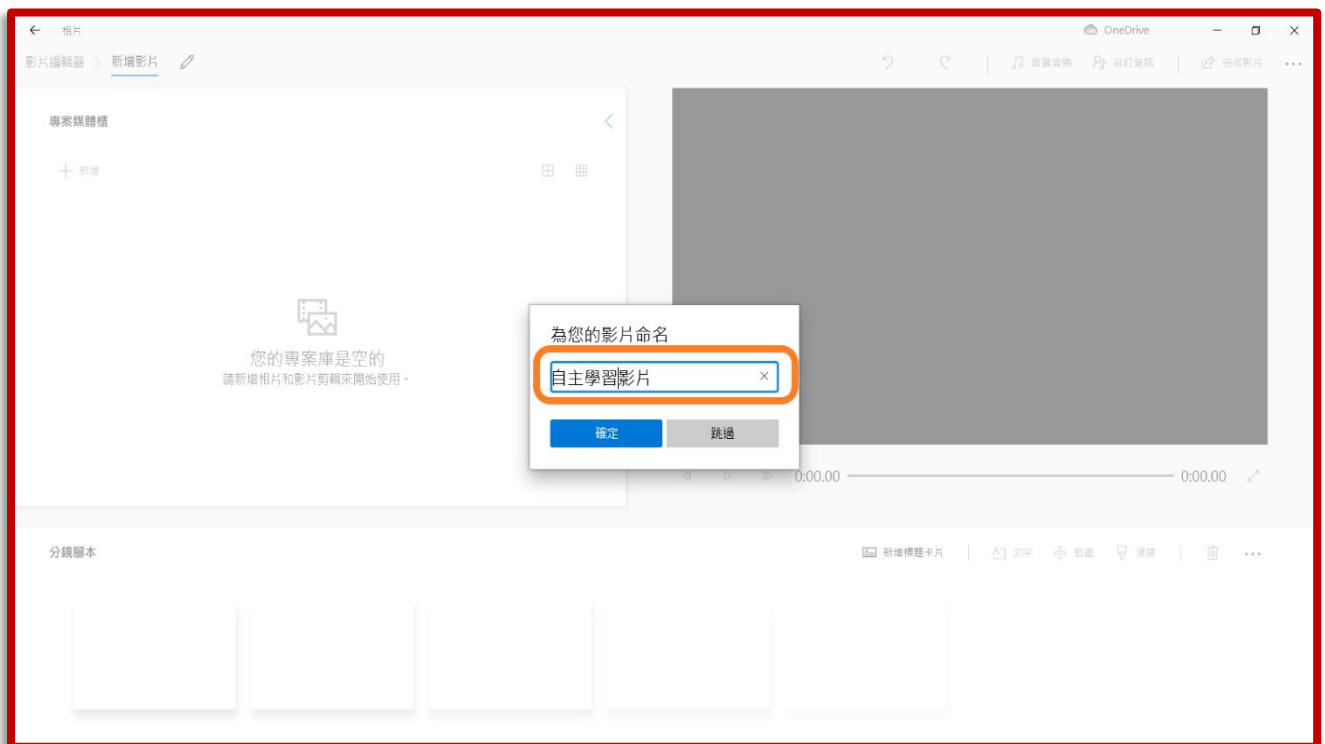 相片
OneDrive
影片編輯器 > 新增影片
背景音樂 自訂音訊 完成影片
專案媒體櫃
新增
您的專案庫是空的
請新增相片和影片剪輯來開始使用。
為您的影片命名
自主學習影片
確定 跳過
0:00.00 0:00.00
分鏡腳本
新增標題卡片 文字 動畫 濾鏡